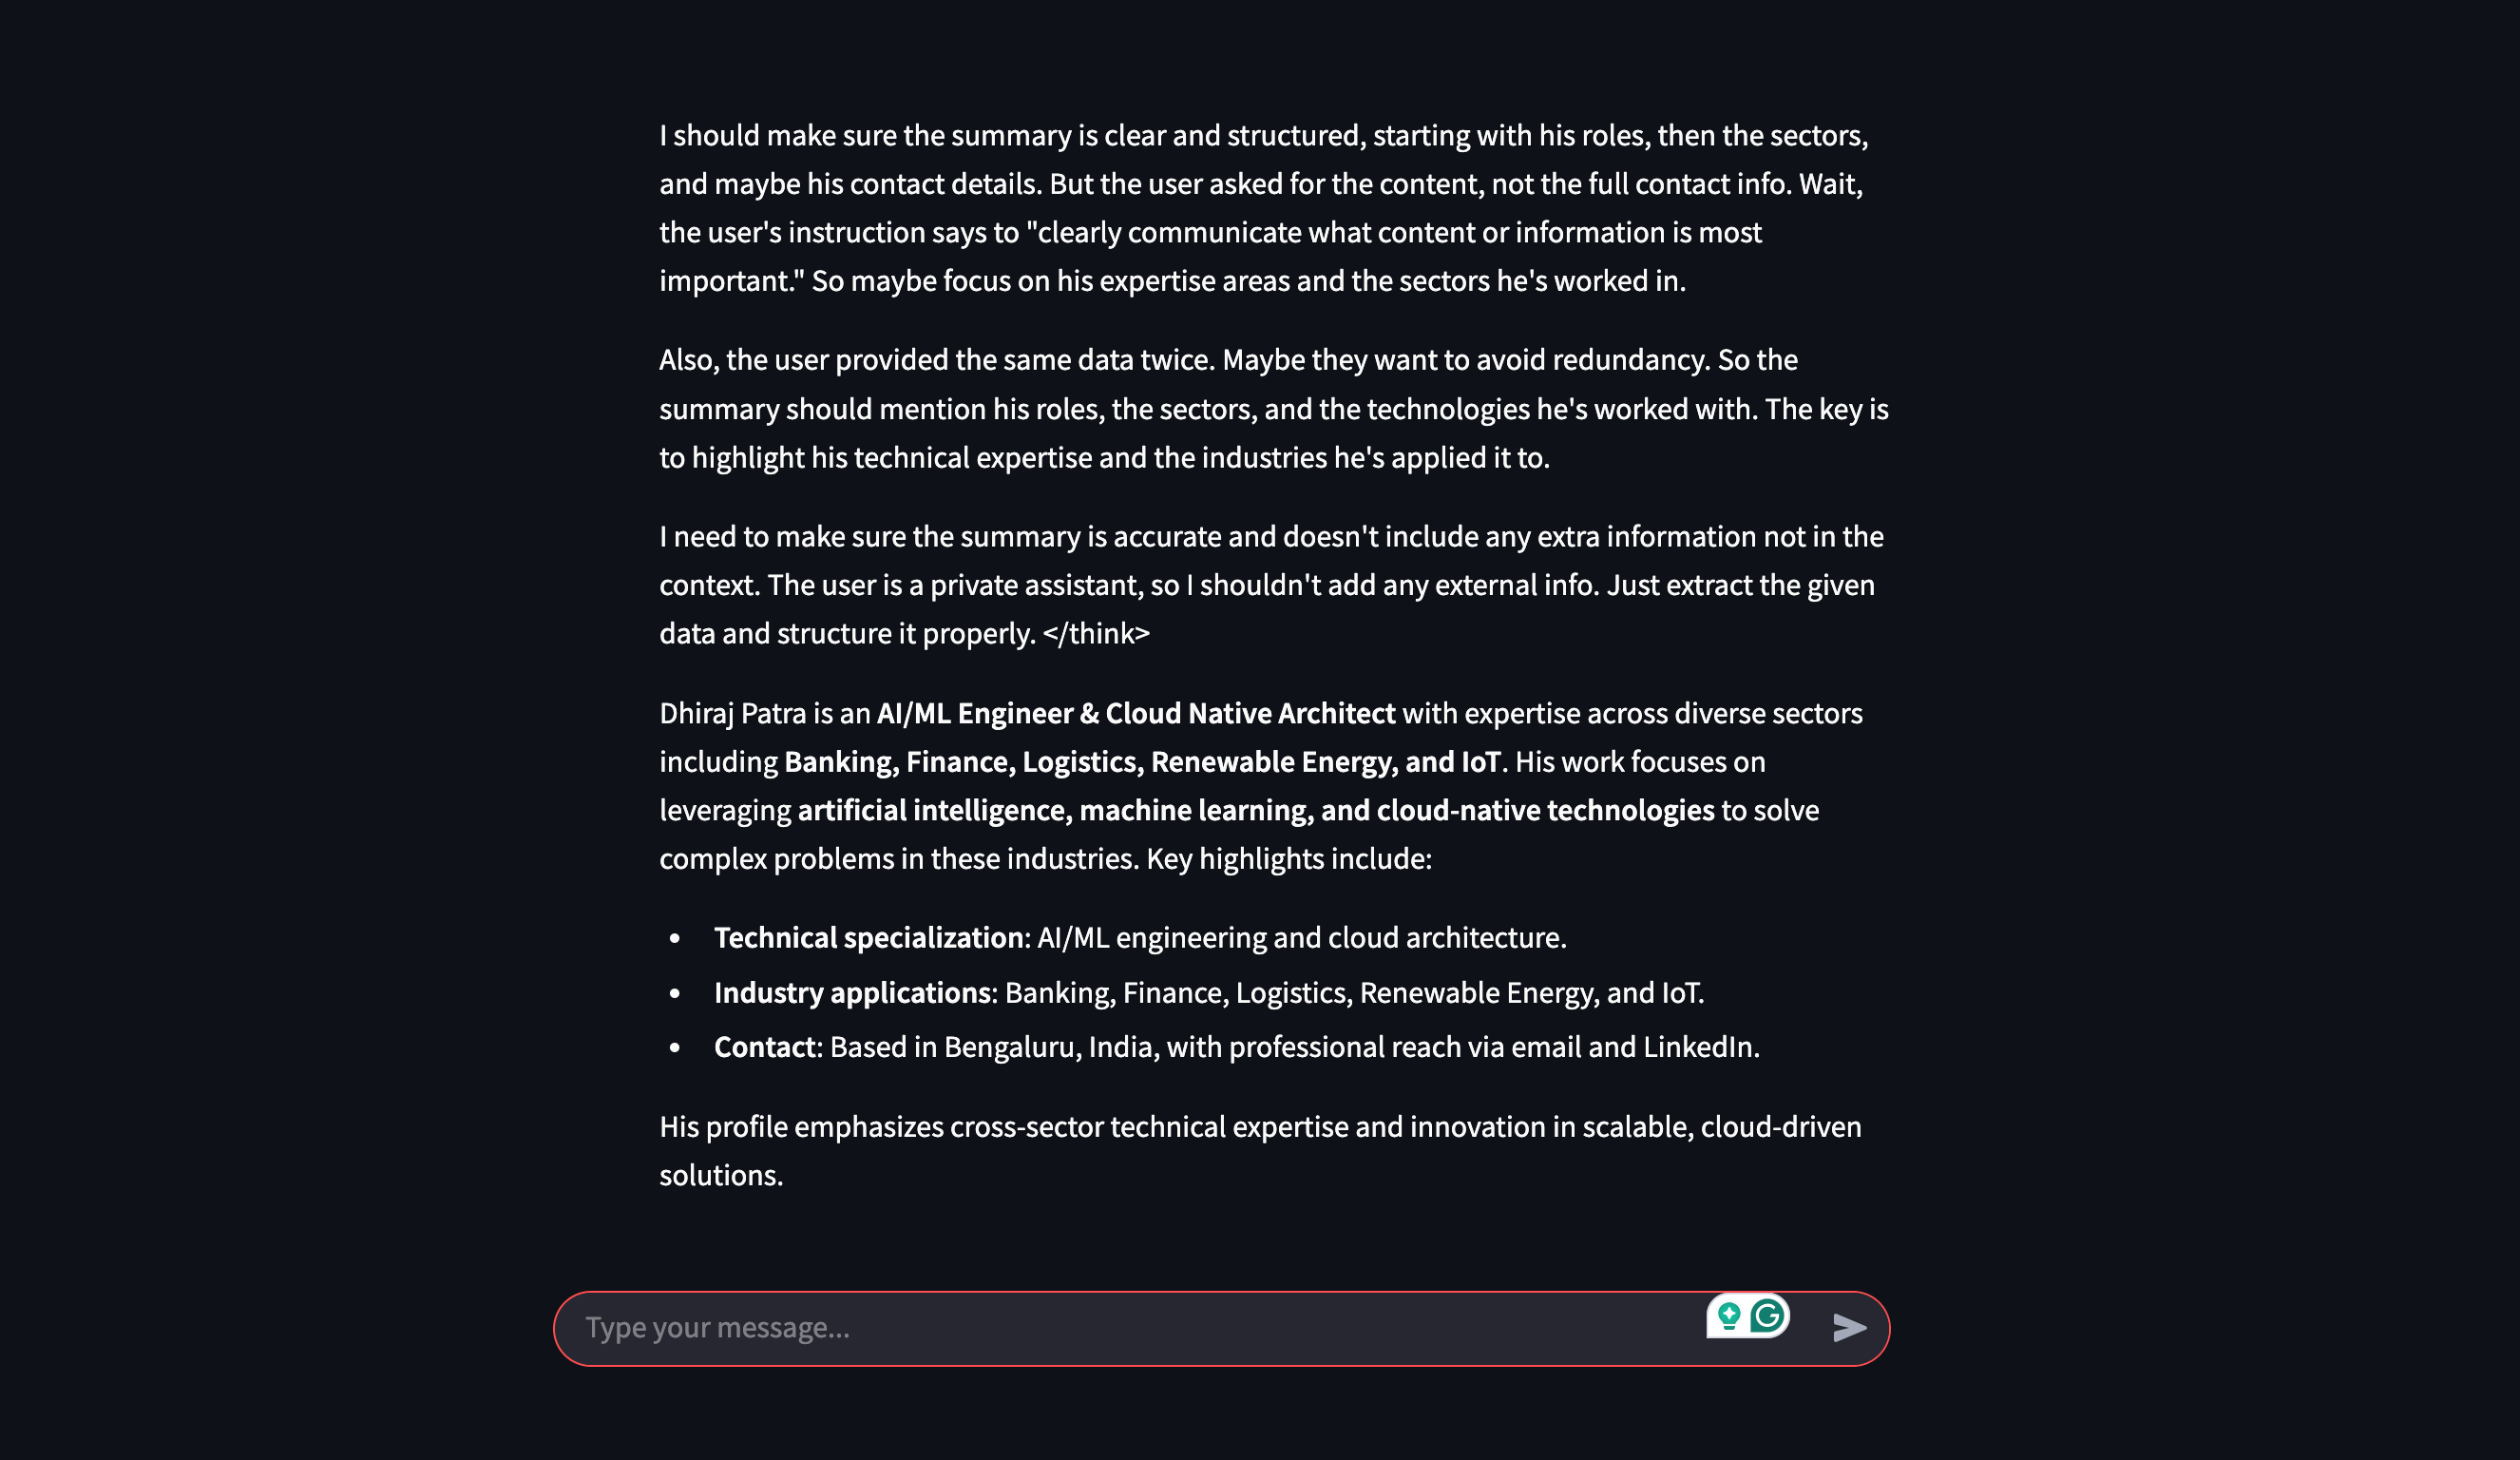 I should make sure the summary is clear and structured, starting with his roles, then the sectors,
and maybe his contact details. But the user asked for the content, not the full contact info. Wait,
the user's instruction says to "clearly communicate what content or information is most
important." So maybe focus on his expertise areas and the sectors he's worked in.
Also, the user provided the same data twice. Maybe they want to avoid redundancy. So the
summary should mention his roles, the sectors, and the technologies he's worked with. The key is
to highlight his technical expertise and the industries he's applied it to.
I need to make sure the summary is accurate and doesn't include any extra information not in the
context. The user is a private assistant, so I shouldn't add any external info. Just extract the given
data and structure it properly. </think>
Dhiraj Patra is an AI/ML Engineer & Cloud Native Architect with expertise across diverse sectors
including Banking, Finance, Logistics, Renewable Energy, and IoT. His work focuses on
leveraging artificial intelligence, machine learning, and cloud-native technologies to solve
complex problems in these industries. Key highlights include:
• Technical specialization: AI/ML engineering and cloud architecture.
• Industry applications: Banking, Finance, Logistics, Renewable Energy, and IoT.
• Contact: Based in Bengaluru, India, with professional reach via email and LinkedIn.
His profile emphasizes cross-sector technical expertise and innovation in scalable, cloud-driven
solutions.
Type your message...